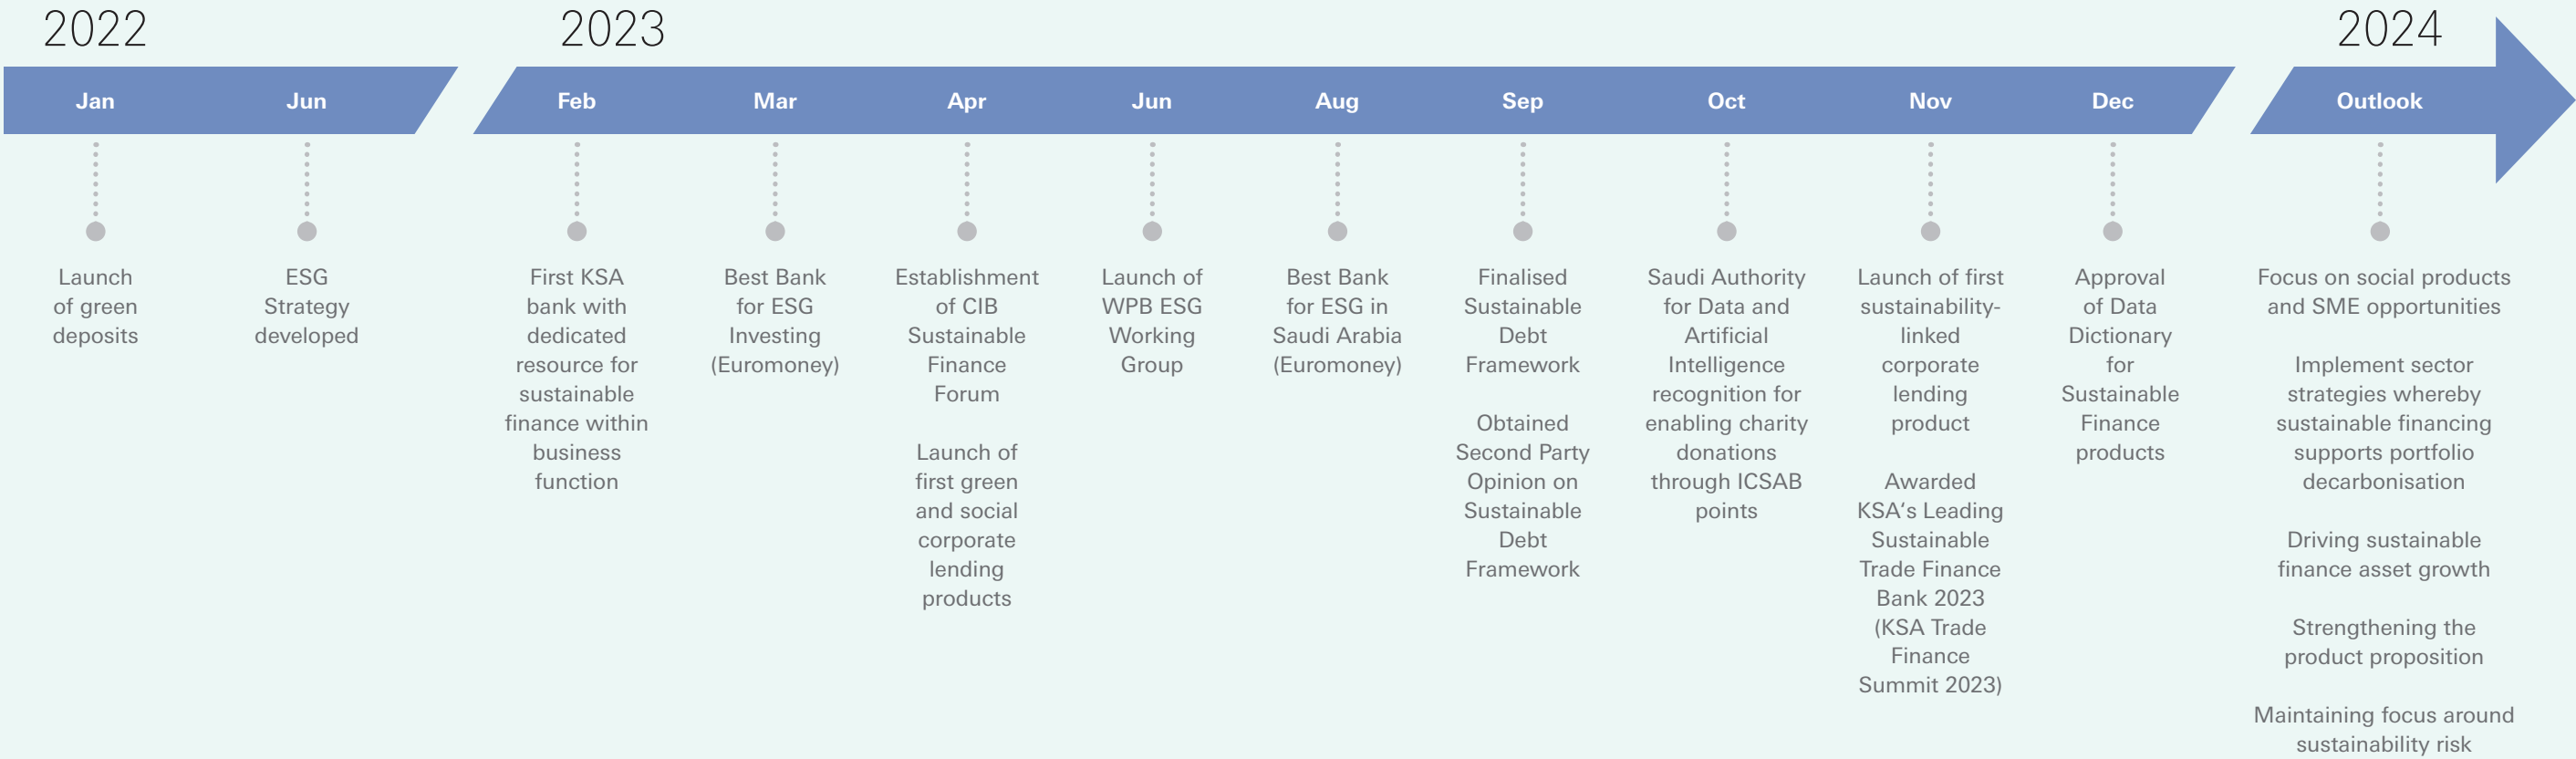 2022
2023
2024
Jan
Jun
Feb
Mar
Apr
Jun
Aug
Sep
Oct
Nov
Dec
Outlook
Launch
of green
deposits
ESG
Strategy
developed
First KSA
bank with
dedicated
resource for
sustainable
finance within
business
function
Best Bank
for ESG
Investing
(Euromoney)
Establishment
of CIB
Sustainable
Finance
Forum
Launch of
first green
and social
corporate
lending
products
Launch of
WPB ESG
Working
Group
Best Bank
for ESG in
Saudi Arabia
(Euromoney)
Finalised
Sustainable
Debt
Framework
Obtained
Second Party
Opinion on
Sustainable
Debt
Framework
Saudi Authority
for Data and
Artificial
Intelligence
recognition for
enabling charity
donations
through ICSAB
points
Launch of first
sustainability-
linked
corporate
lending
product
Awarded
KSA's Leading
Sustainable
Trade Finance
Bank 2023
(KSA Trade
Finance
Summit 2023)
Approval
of Data
Dictionary
for
Sustainable
Finance
products
Focus on social products
and SME opportunities
Implement sector
strategies whereby
sustainable financing
supports portfolio
decarbonisation
Driving sustainable
finance asset growth
Strengthening the
product proposition
Maintaining focus around
sustainability risk